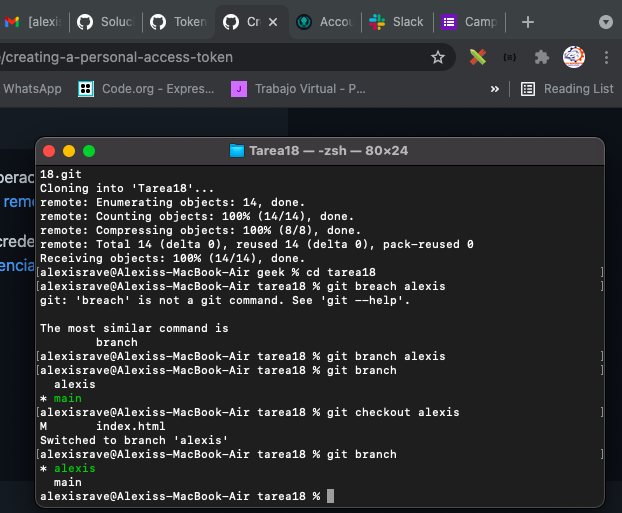 [alexis
Soluci
Token
Cr
Accou
Slack
Camp
/creating-a-personal-access-token
WhatsApp
Code.org - Expres...
J
Trabajo Virtual - P...
»
Reading List
perac
remo
crede
encia
Tarea18 — -zsh — 80×24
18.git
Cloning into 'Tarea18'...
remote: Enumerating objects: 14, done.
remote: Counting objects: 100% (14/14), done.
remote: Compressing objects: 100% (8/8), done.
remote: Total 14 (delta 0), reused 14 (delta 0), pack-reused 0
Receiving objects: 100% (14/14), done.
[alexisrave@Alexiss-MacBook-Air geek % cd tarea18 ]
[alexisrave@Alexiss-MacBook-Air tarea18 % git breach alexis ]
git: 'breach' is not a git command. See 'git --help'.
The most similar command is
branch
[alexisrave@Alexiss-MacBook-Air tarea18 % git branch alexis ]
[alexisrave@Alexiss-MacBook-Air tarea18 % git branch ]
alexis
* main
[alexisrave@Alexiss-MacBook-Air tarea18 % git checkout alexis ]
M index.html
Switched to branch 'alexis'
[alexisrave@Alexiss-MacBook-Air tarea18 % git branch ]
* alexis
main
alexisrave@Alexiss-MacBook-Air tarea18 %